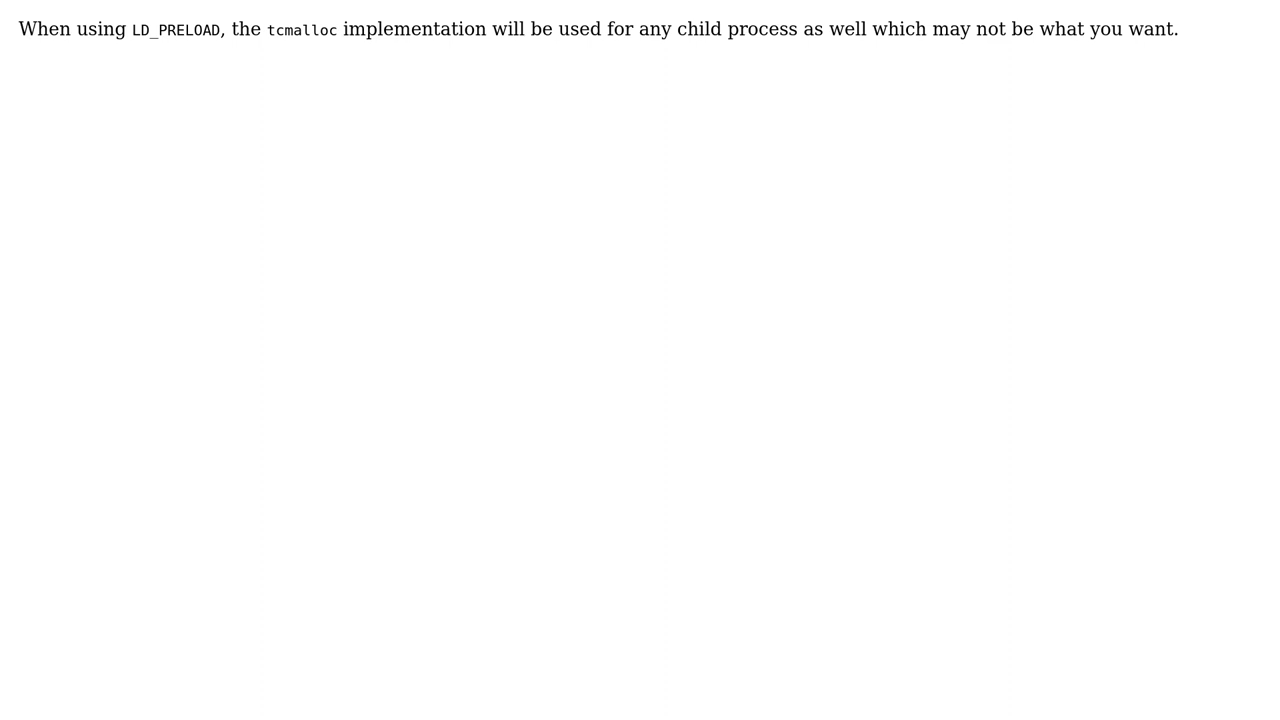 When using LD_PRELOAD, the tcmalloc implementation will be used for any child process as well which may not be what you want.